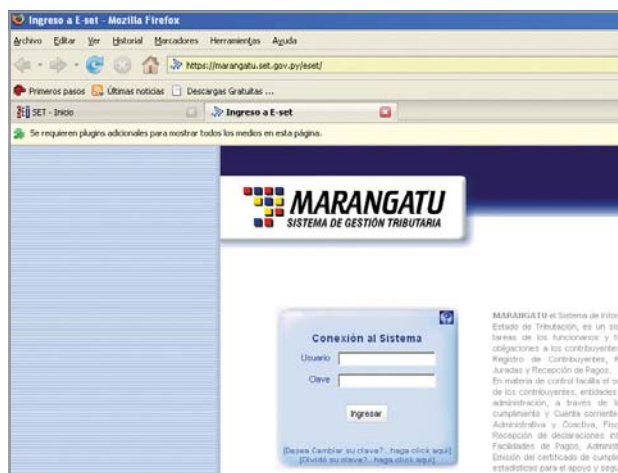 Ingreso a E-set - Mozilla Firefox
Archivo Editar Ver Historial Marcadores Herramientas Ayuda
https://marangatu.set.gov.py/eset/
Primeros pasos Últimas noticias Descargas Gratuitas ...
SET - Inicio Ingreso a E-set
Se requieren plugins adicionales para mostrar todos los medios en esta página.
MARANGATU
SISTEMA DE GESTIÓN TRIBUTARIA
Conexión al Sistema
Usuario
Clave
Ingresar
[Desea Cambiar su clave?.. haga click aquí]
[Olvidó su clave?.. haga click aquí]
MARANGATU el Sistema de
Estado de Tributación, es un
tareas de los funcionarios y
obligaciones a los contribuyentes
Registro de Contribuyentes,
Juradas y Recepción de Pagos.
En materia de control facilita el
de los contribuyentes, entidades
administración, a través de
cumplimiento y Cuenta corriente
Administrativa y Coactiva,
Recepción de declaraciones
Facilidades de Pagos,
Emisión del certificado de
estadísticas para el apoyo y